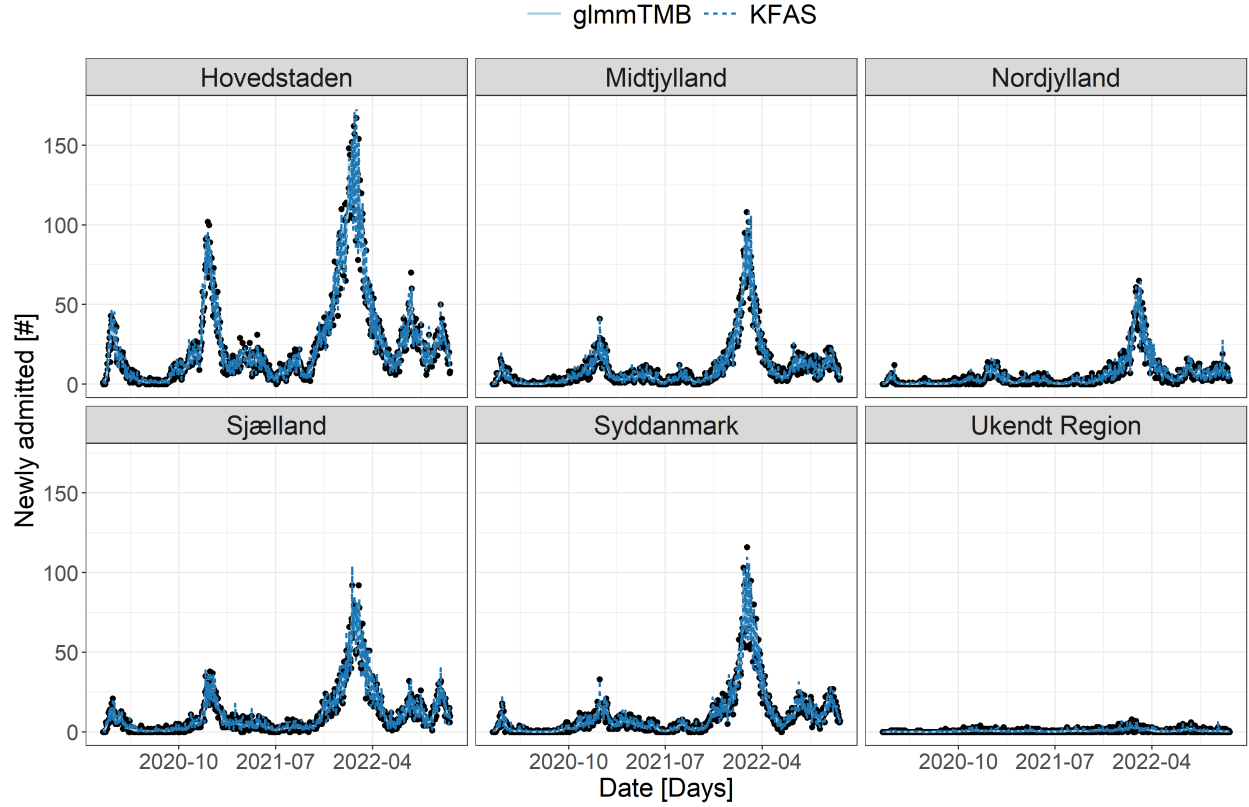 glmmTMB KFAS
Hovedstaden Midtjylland Nordjylland
150
100
50
0
Sjælland Syddanmark Ukendt Region
150
100
50
0
Newly admitted [#]
2020-10 2021-07 2022-04 2020-10 2021-07 2022-04 2020-10 2021-07 2022-04
Date [Days]